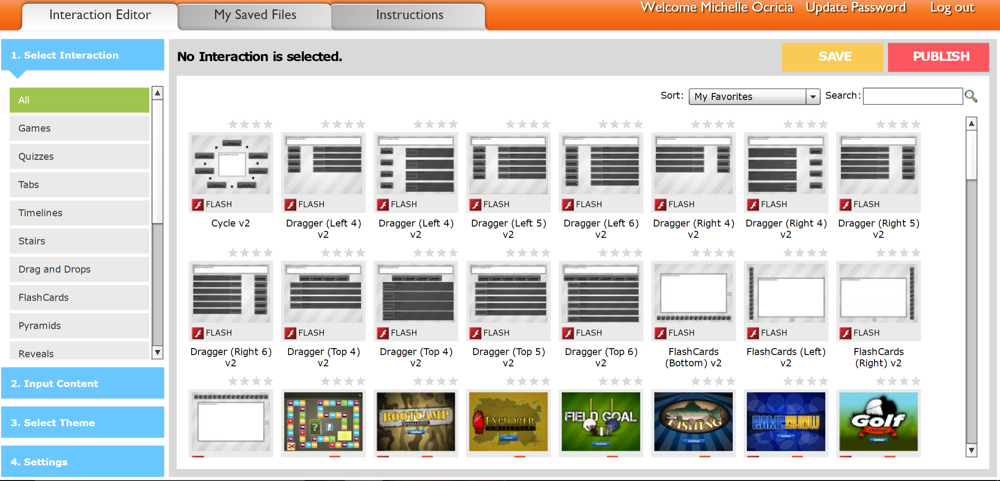 Interaction Editor
My Saved Files
Instructions
Welcome Michelle Ocricia
Update Password
Log out
1. Select Interaction
All
Games
Quizzes
Tabs
Timelines
Stairs
Drag and Drops
FlashCards
Pyramids
Reveals
2. Input Content
3. Select Theme
4. Settings
No Interaction is selected.
SAVE
PUBLISH
Sort:
My Favorites
Search:
FLASH
FLASH
FLASH
FLASH
FLASH
FLASH
FLASH
FLASH
Cycle v2
Dragger (Left 4)
v2
Dragger (Left 4)
v2
Dragger (Left 5)
v2
Dragger (Left 6)
v2
Dragger (Right 4)
v2
Dragger (Right 4)
v2
Dragger (Right 5)
v2
FLASH
FLASH
FLASH
FLASH
FLASH
FLASH
FLASH
FLASH
Dragger (Right 6)
v2
Dragger (Top 4)
v2
Dragger (Top 4)
v2
Dragger (Top 5)
v2
Dragger (Top 6)
v2
FlashCards
(Bottom) v2
FlashCards (Left)
v2
FlashCards
(Right) v2
?
BOOTCAMP
EXPLORER
CHALLENGE
FIELD GOAL
Continue
FISHING
Continue
GAMESHOW
Golf
Challenge
Continue